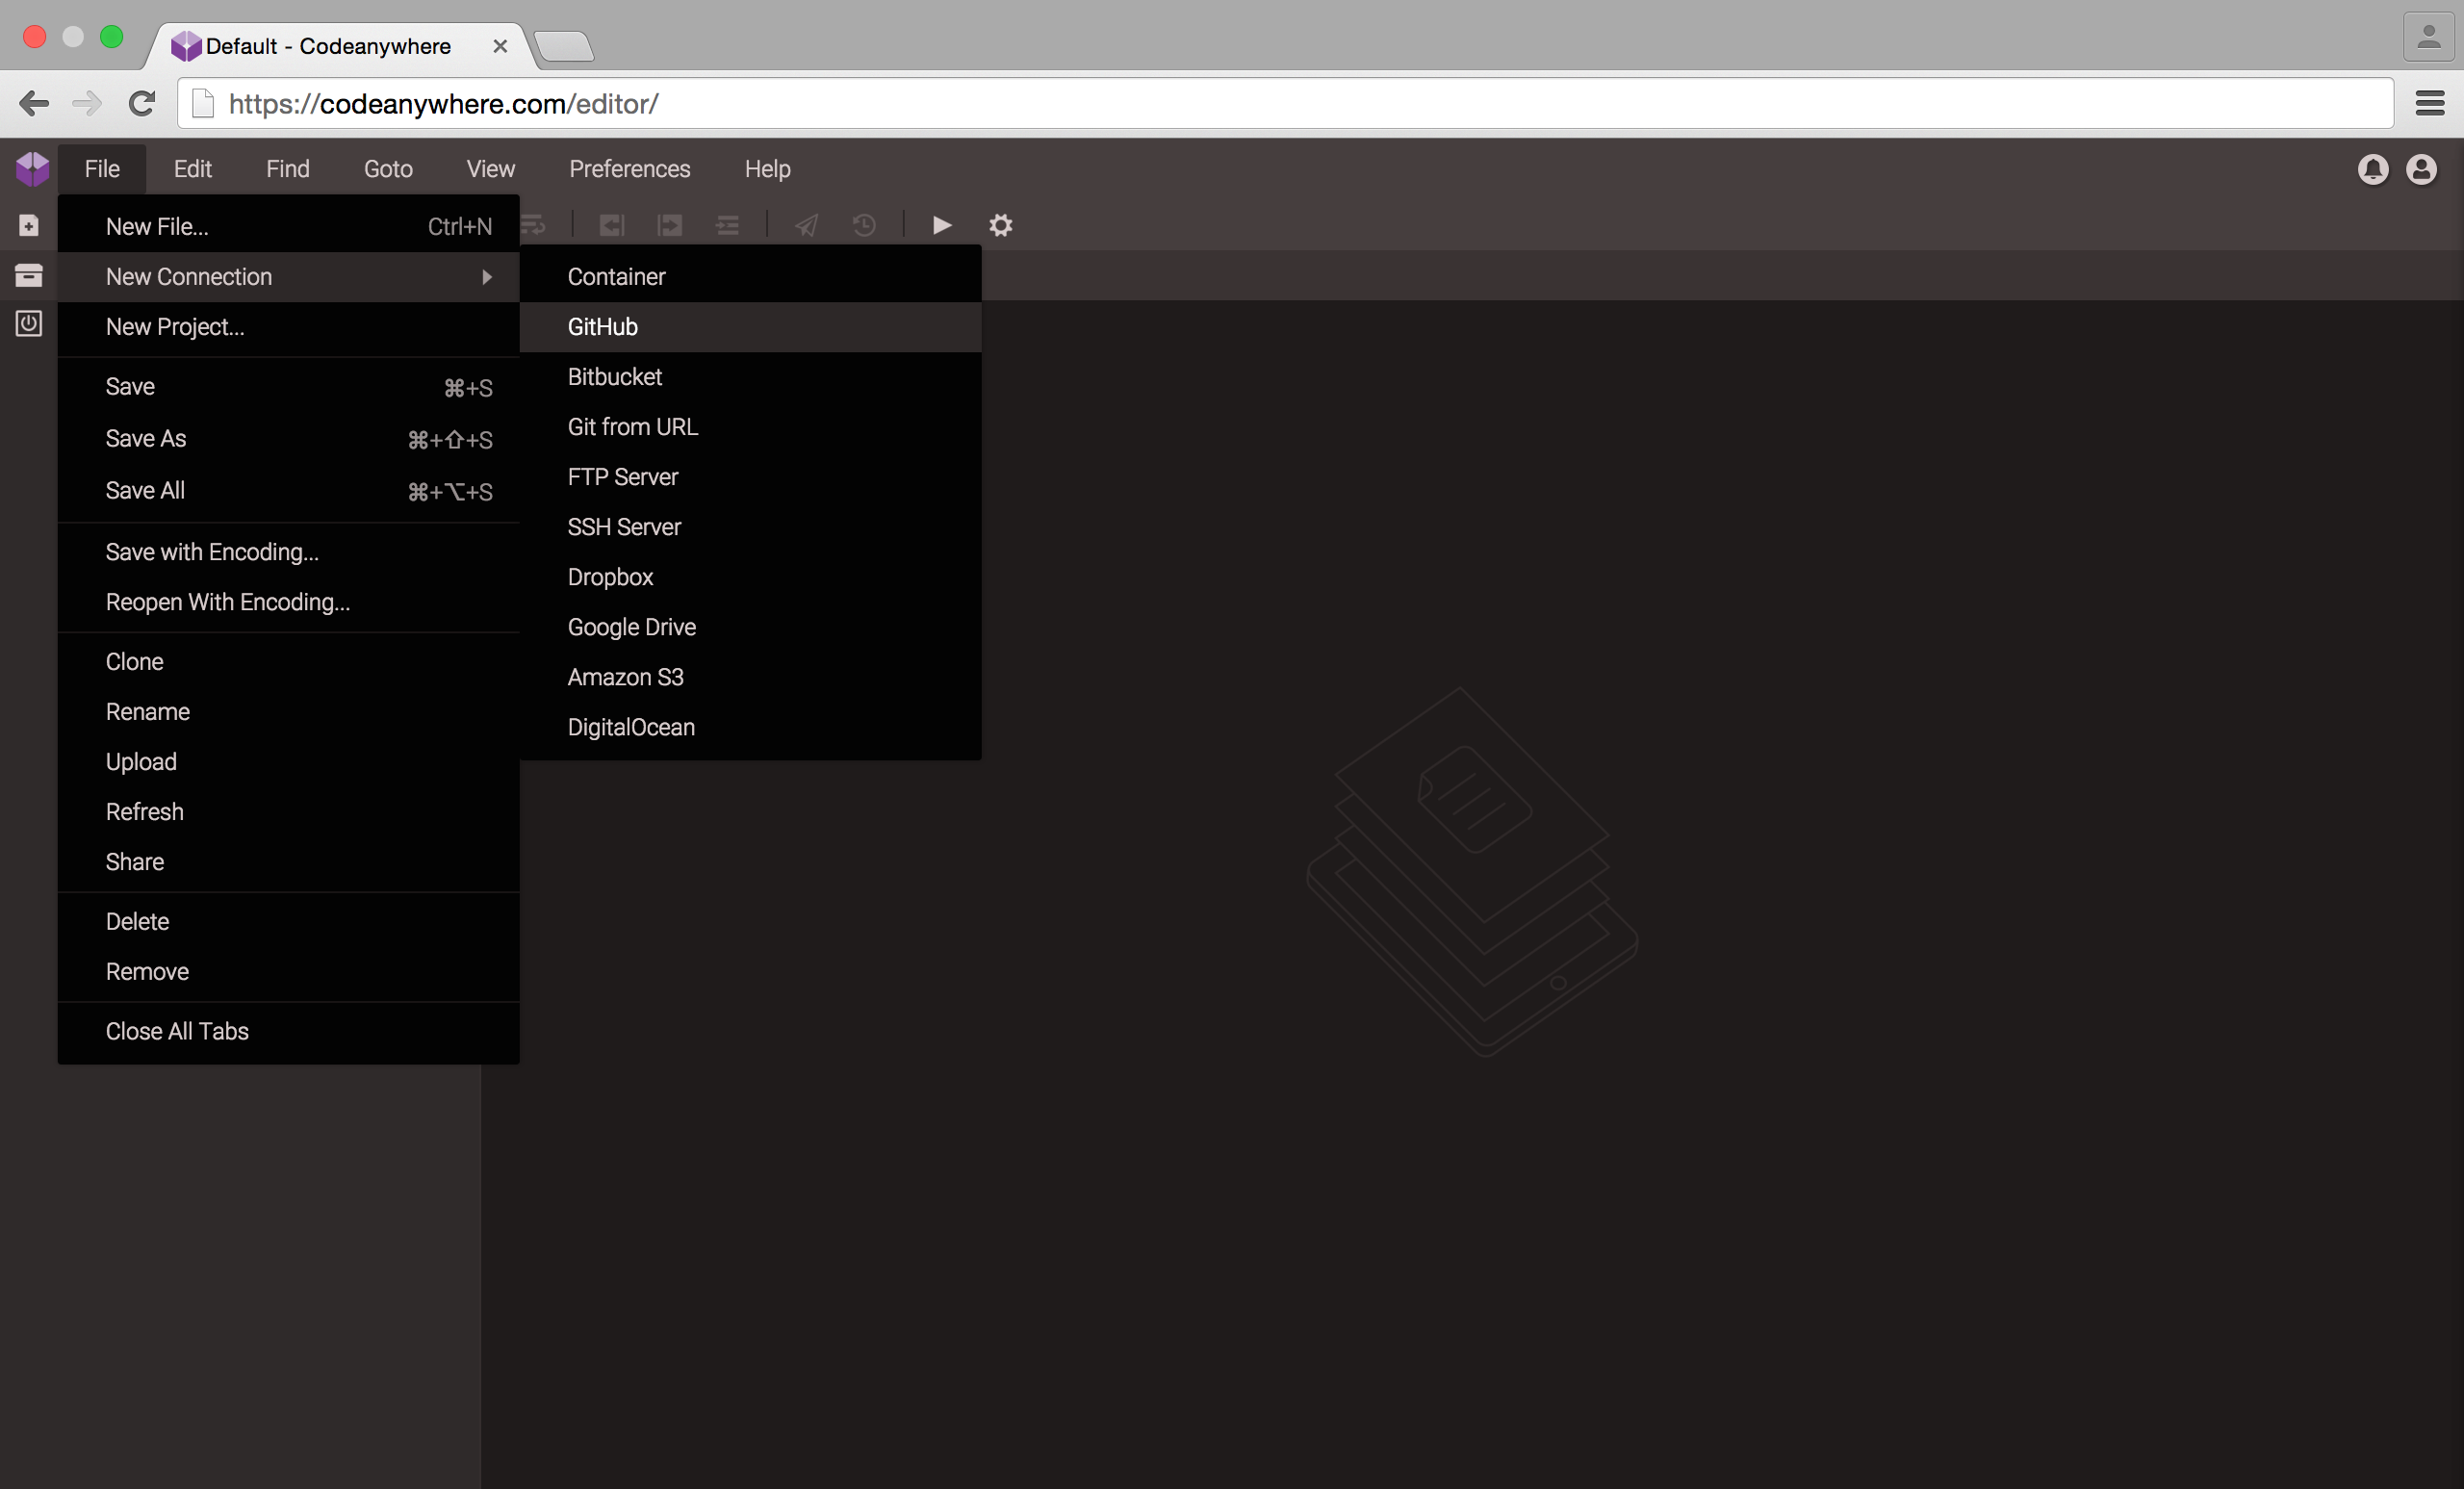 Default - Codeanywhere
https://codeanywhere.com/editor/
File Edit Find Goto View Preferences Help
New File... Ctrl+N
New Connection
New Project...
Save ⌘+S
Save As ⌘+⇧+S
Save All ⌘+⌥+S
Save with Encoding...
Reopen With Encoding...
Clone
Rename
Upload
Refresh
Share
Delete
Remove
Close All Tabs
Container
GitHub
Bitbucket
Git from URL
FTP Server
SSH Server
Dropbox
Google Drive
Amazon S3
DigitalOcean